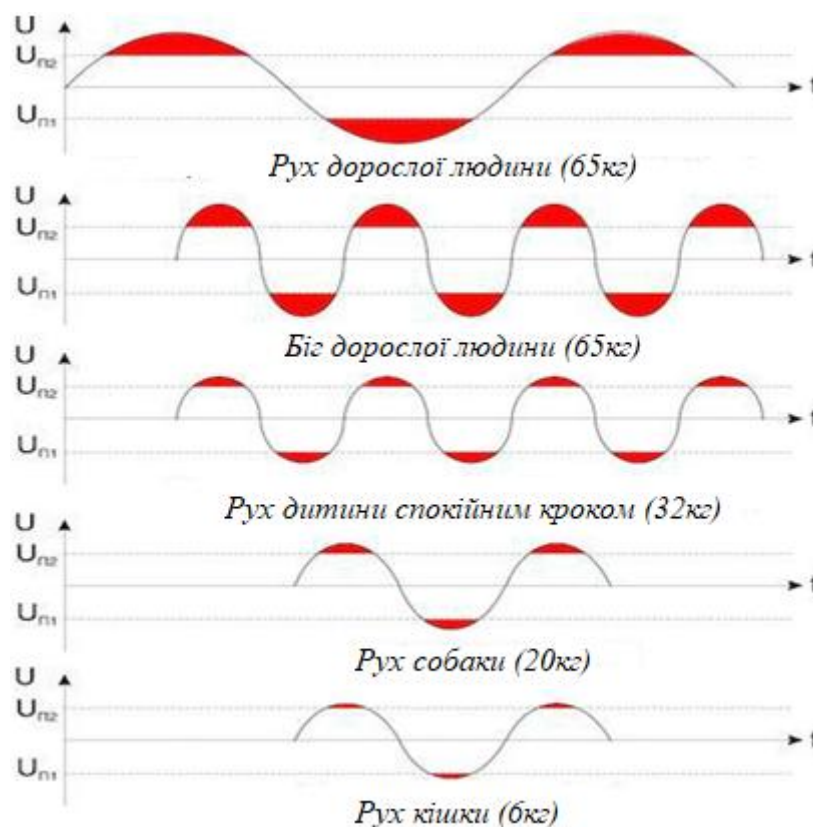 U
Uп2
t
Uп1
Рух дорослої людини (65кг)
U
Uп2
t
Uп1
Біг дорослої людини (65кг)
U
Uп2
t
Uп1
Рух дитини спокійним кроком (32кг)
U
Uп2
t
Uп1
Рух собаки (20кг)
U
Uп2
t
Uп1
Рух кішки (6кг)